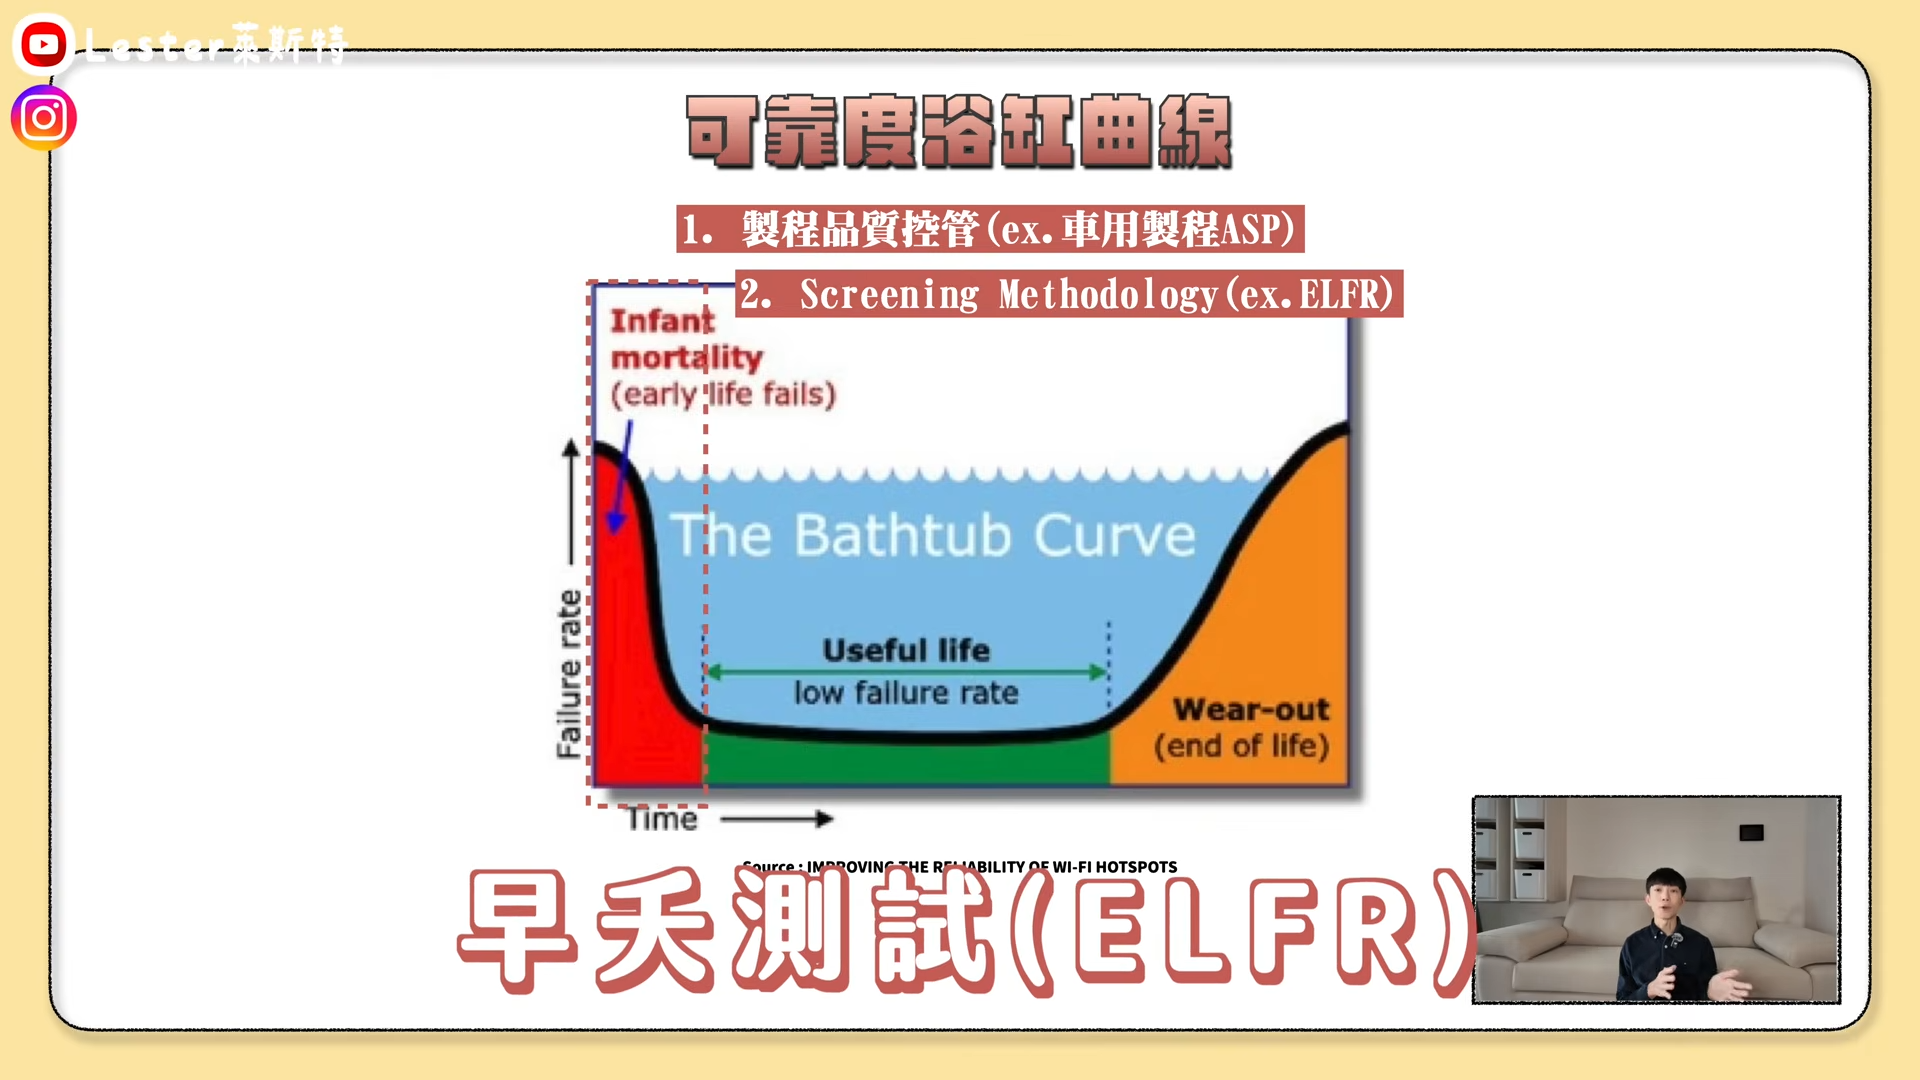 Lester萊斯特
可靠度浴缸曲線
1. 製程品質控管(ex.車用製程ASP)
2. Screening Methodology(ex.ELFR)
Infant
mortality
(early life fails)
The Bathtub Curve
Useful life
low failure rate
Wear-out
(end of life)
Failure rate
Time
Source : IMPROVING THE RELIABILITY OF WI-FI HOTSPOTS
早夭測試(ELFR)